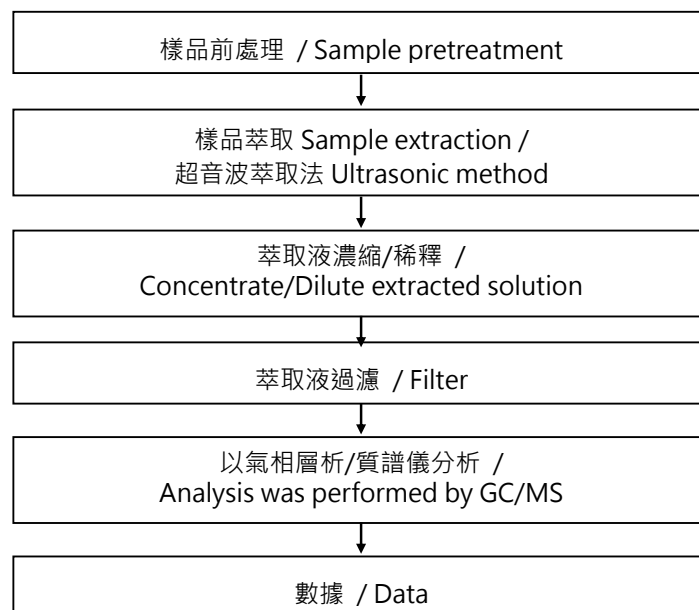 樣品前處理 / Sample pretreatment
樣品萃取 Sample extraction /
超音波萃取法 Ultrasonic method
萃取液濃縮/稀釋 /
Concentrate/Dilute extracted solution
萃取液過濾 / Filter
以氣相層析/質譜儀分析 /
Analysis was performed by GC/MS
數據 / Data